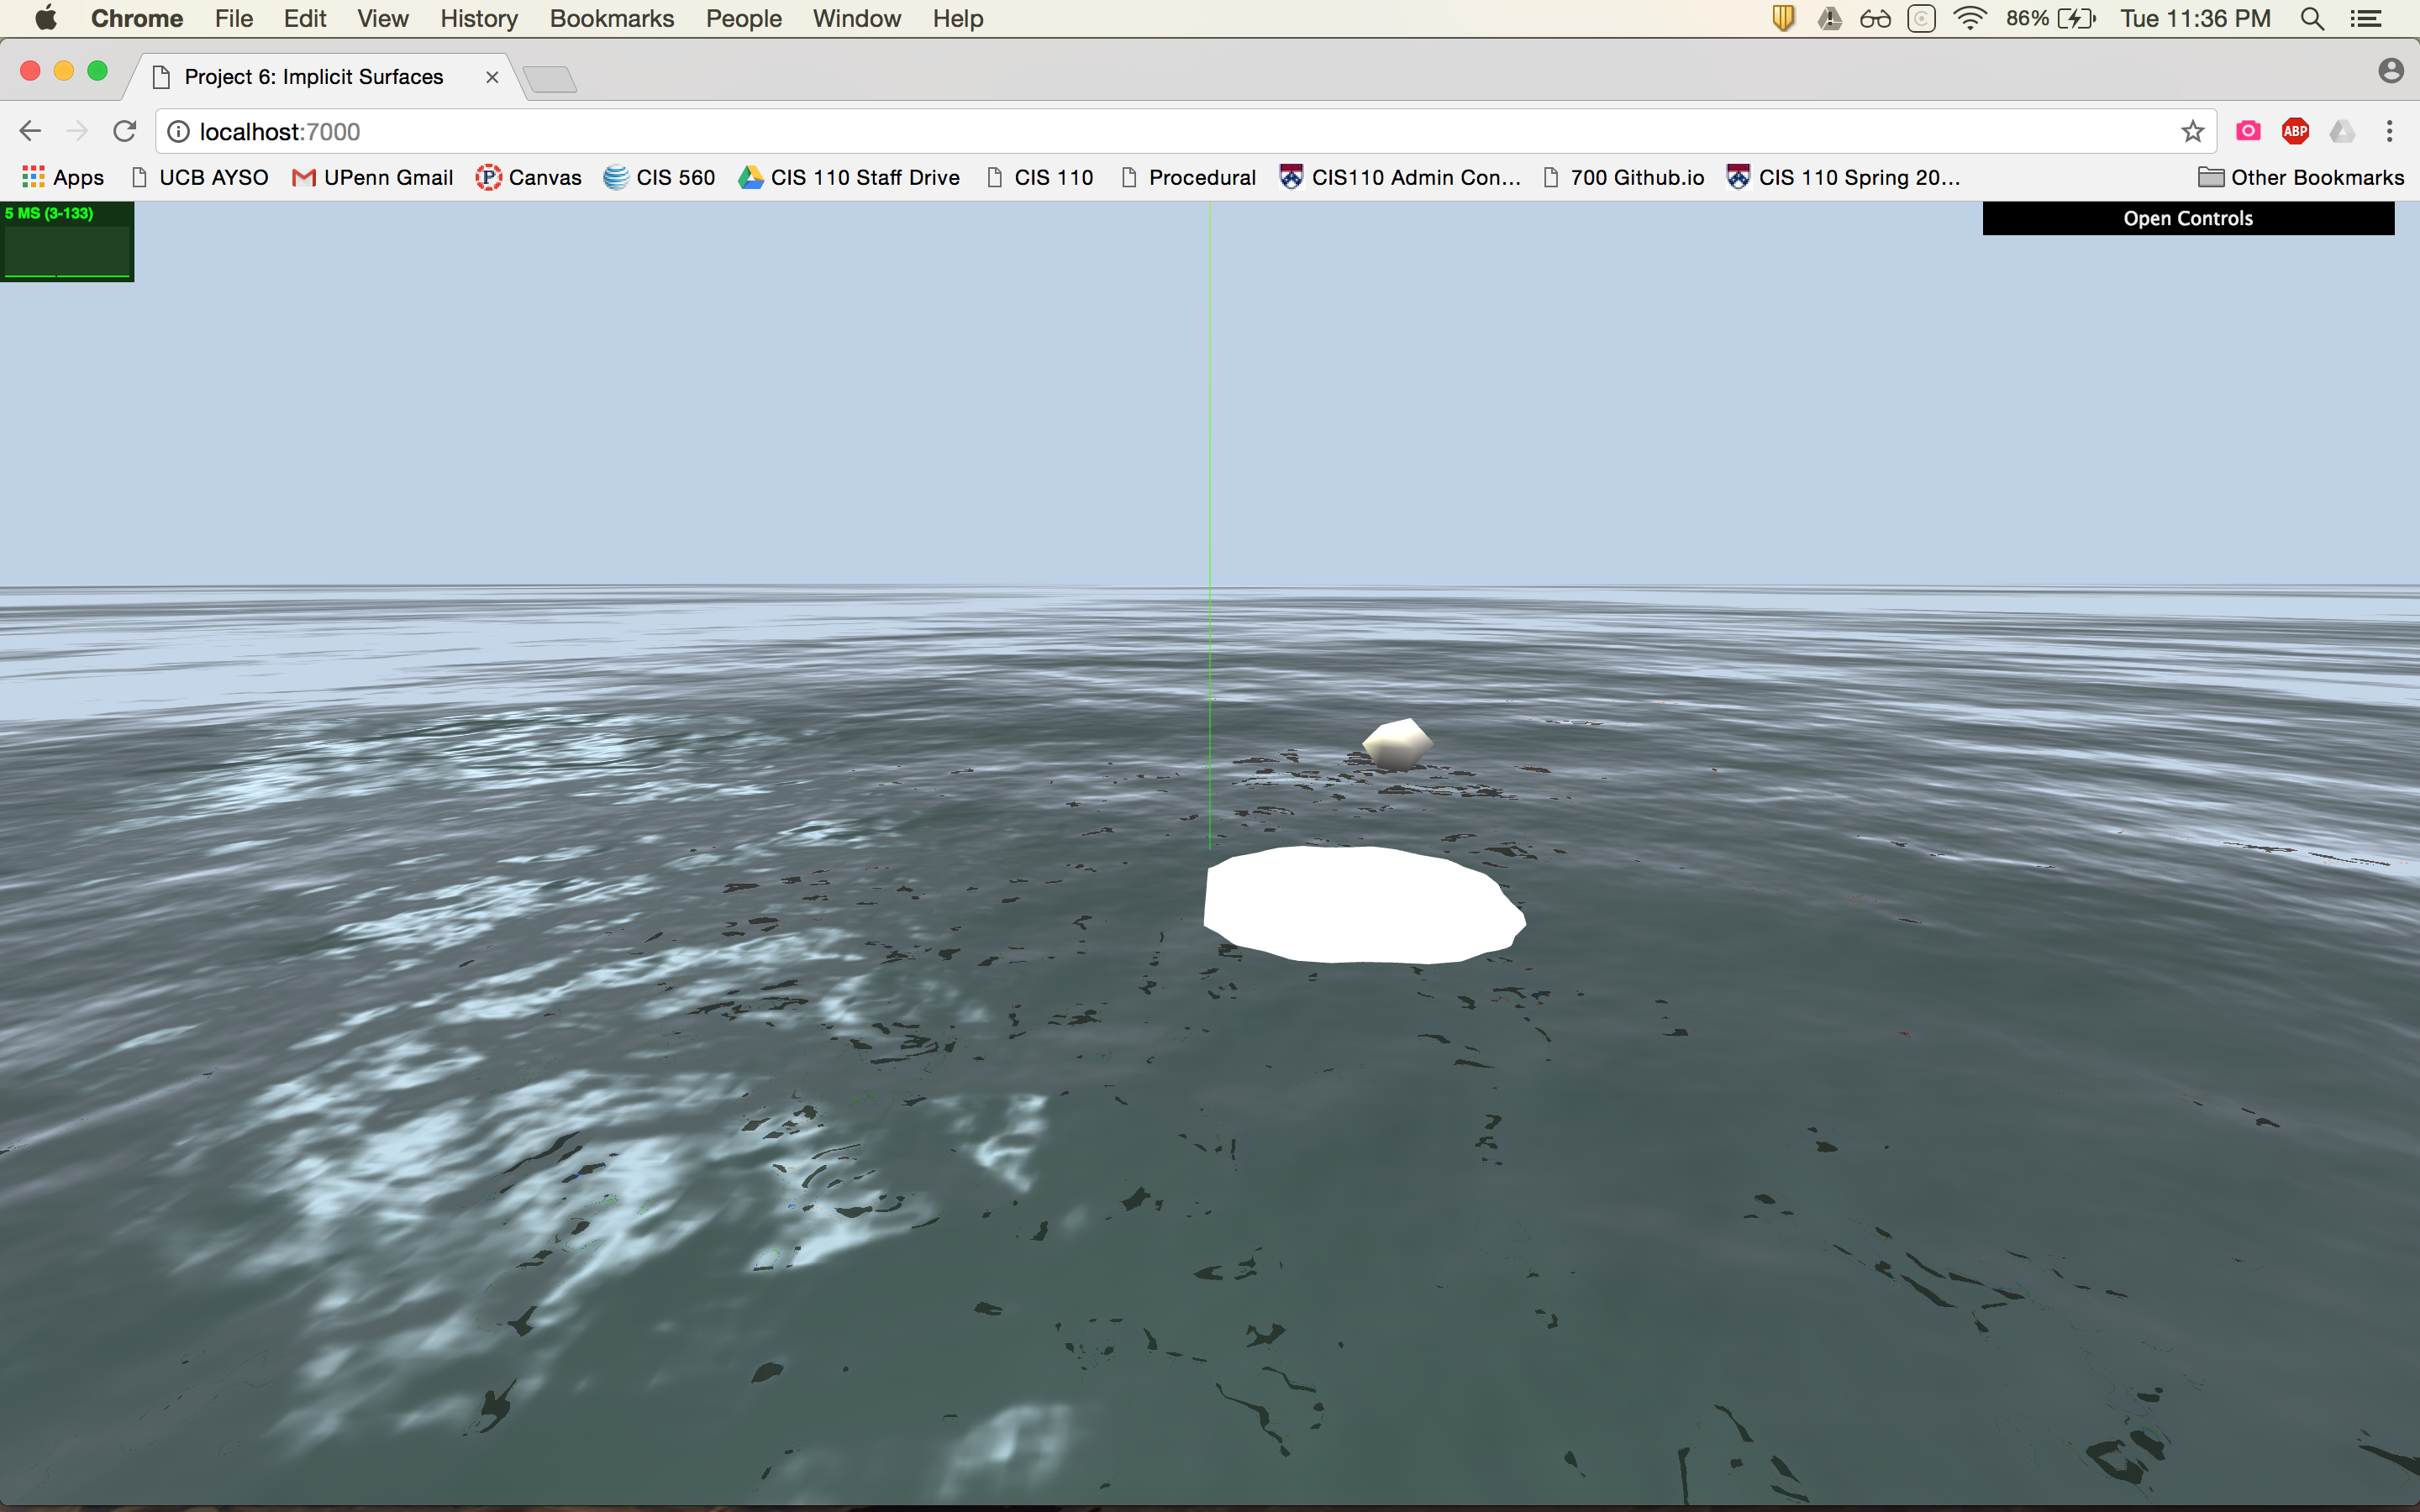 Chrome File Edit View History Bookmarks People Window Help 86% Tue 11:36 PM
Project 6: Implicit Surfaces
localhost:7000 ABP
Apps UCB AYSO UPenn Gmail Canvas CIS 560 CIS 110 Staff Drive CIS 110 Procedural CIS110 Admin Con... 700 Github.io CIS 110 Spring 20... Other Bookmarks
5 MS (3-133) Open Controls